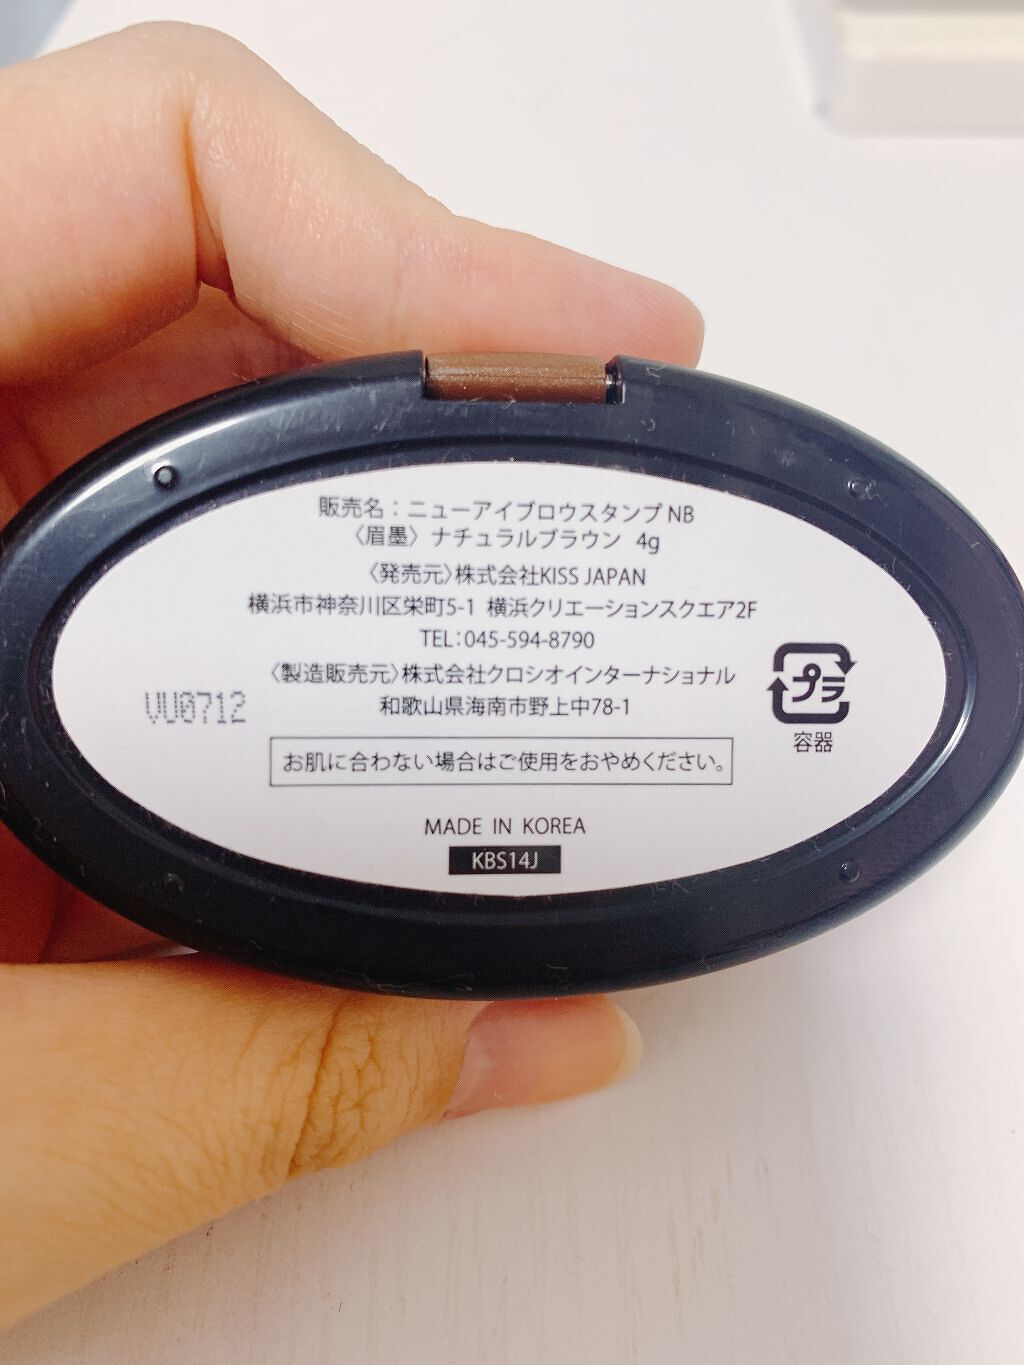 販売名：ニューアイブロウスタンプ NB
〈眉墨〉ナチュラルブラウン 4g
〈発売元〉株式会社KISS JAPAN
横浜市神奈川区栄町5-1 横浜クリエーションスクエア2F
TEL：045-594-8790
〈製造販売元〉株式会社クロシオインターナショナル
和歌山県海南市野上中78-1
VU0712
プラ
容器
お肌に合わない場合はご使用をおやめください。
MADE IN KOREA
KBS14J